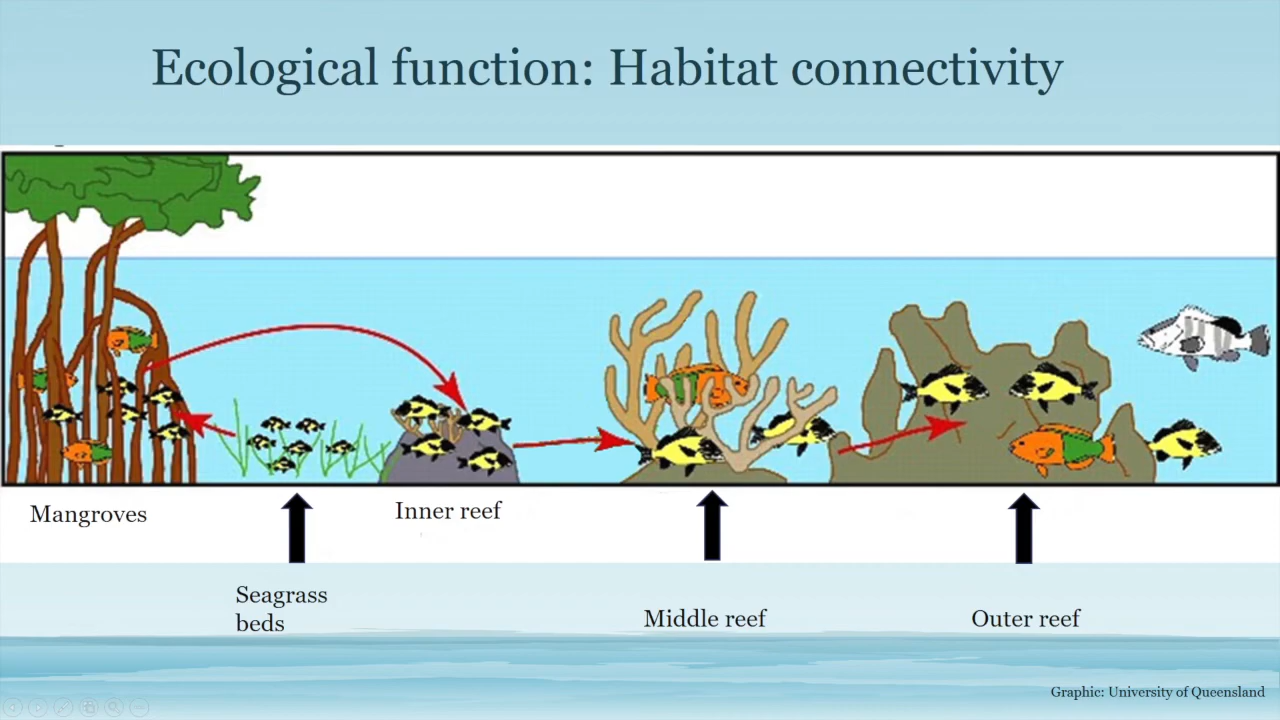 Ecological function: Habitat connectivity
Mangroves
Inner reef
Seagrass
beds
Middle reef
Outer reef
Graphic: University of Queensland